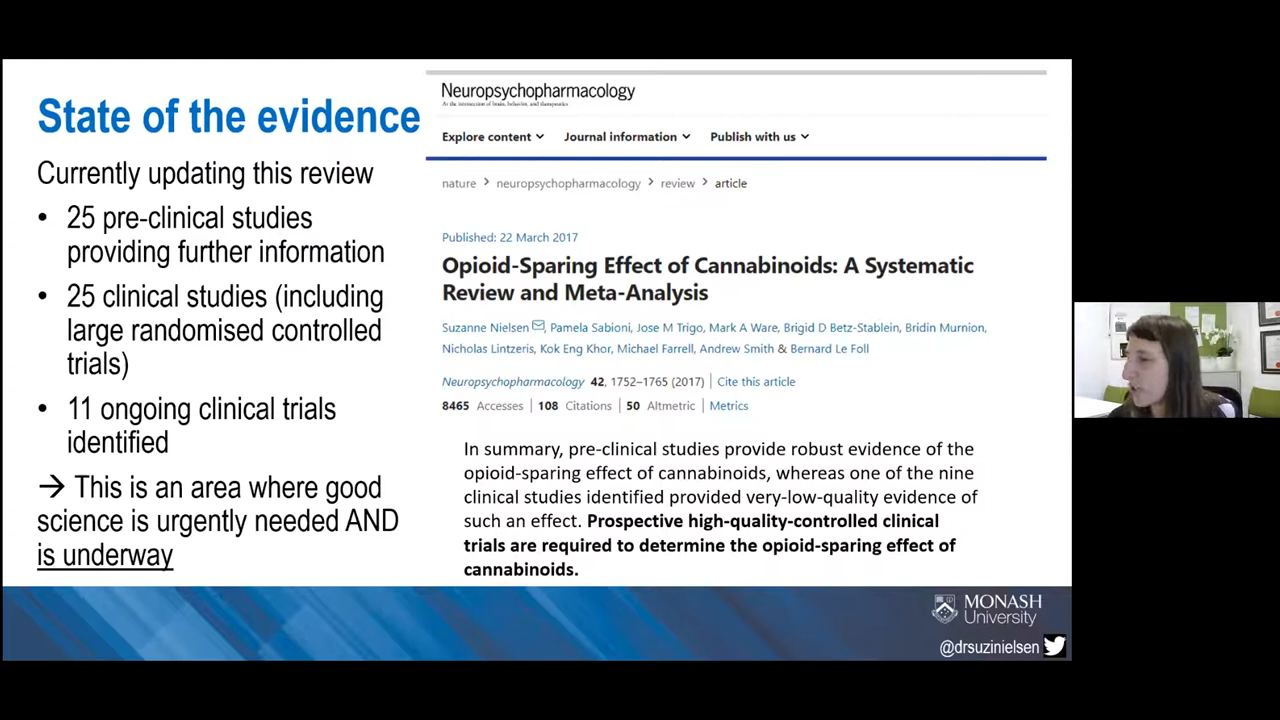 State of the evidence
Currently updating this review
• 25 pre-clinical studies
providing further information
• 25 clinical studies (including
large randomised controlled
trials)
• 11 ongoing clinical trials
identified
→ This is an area where good
science is urgently needed AND
is underway
Neuropsychopharmacology
At the intersection of brain, behavior, and therapeutics
Explore content
Journal information
Publish with us
nature > neuropsychopharmacology > review > article
Published: 22 March 2017
Opioid-Sparing Effect of Cannabinoids: A Systematic
Review and Meta-Analysis
Suzanne Nielsen, Pamela Sabioni, Jose M Trigo, Mark A Ware, Brigid D Betz-Stablein, Bridin Murnion,
Nicholas Lintzeris, Kok Eng Khor, Michael Farrell, Andrew Smith & Bernard Le Foll
Neuropsychopharmacology 42, 1752–1765 (2017) | Cite this article
8465 Accesses | 108 Citations | 50 Altmetric | Metrics
In summary, pre-clinical studies provide robust evidence of the
opioid-sparing effect of cannabinoids, whereas one of the nine
clinical studies identified provided very-low-quality evidence of
such an effect. Prospective high-quality-controlled clinical
trials are required to determine the opioid-sparing effect of
cannabinoids.
MONASH
University
@drsuzinielsen